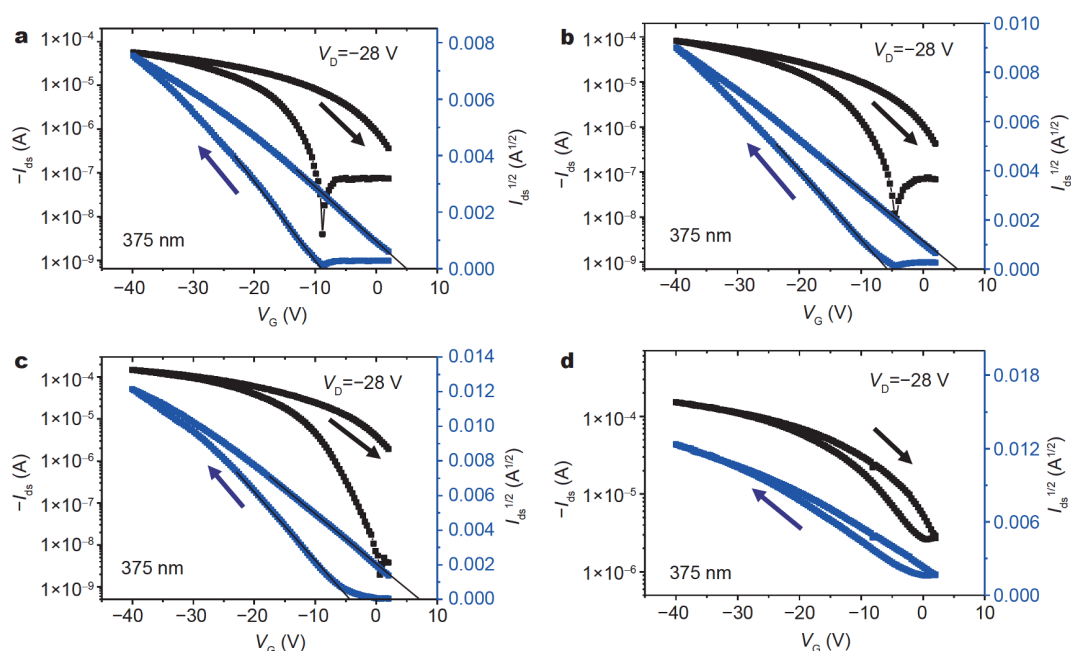 a
V_D=−28 V
375 nm
1×10⁻⁴
1×10⁻⁵
1×10⁻⁶
1×10⁻⁷
1×10⁻⁸
1×10⁻⁹
−I_ds (A)
0.008
0.006
0.004
0.002
0.000
I_ds^1/2 (A^1/2)
−40 −30 −20 −10 0 10
V_G (V)
b
V_D=−28 V
375 nm
1×10⁻⁴
1×10⁻⁵
1×10⁻⁶
1×10⁻⁷
1×10⁻⁸
1×10⁻⁹
−I_ds (A)
0.010
0.008
0.006
0.004
0.002
0.000
I_ds^1/2 (A^1/2)
−40 −30 −20 −10 0 10
V_G (V)
c
V_D=−28 V
375 nm
1×10⁻⁴
1×10⁻⁵
1×10⁻⁶
1×10⁻⁷
1×10⁻⁸
1×10⁻⁹
−I_ds (A)
0.014
0.012
0.010
0.008
0.006
0.004
0.002
0.000
I_ds^1/2 (A^1/2)
−40 −30 −20 −10 0 10
V_G (V)
d
V_D=−28 V
375 nm
1×10⁻⁴
1×10⁻⁵
1×10⁻⁶
−I_ds (A)
0.018
0.012
0.006
0.000
I_ds^1/2 (A^1/2)
−40 −30 −20 −10 0 10
V_G (V)